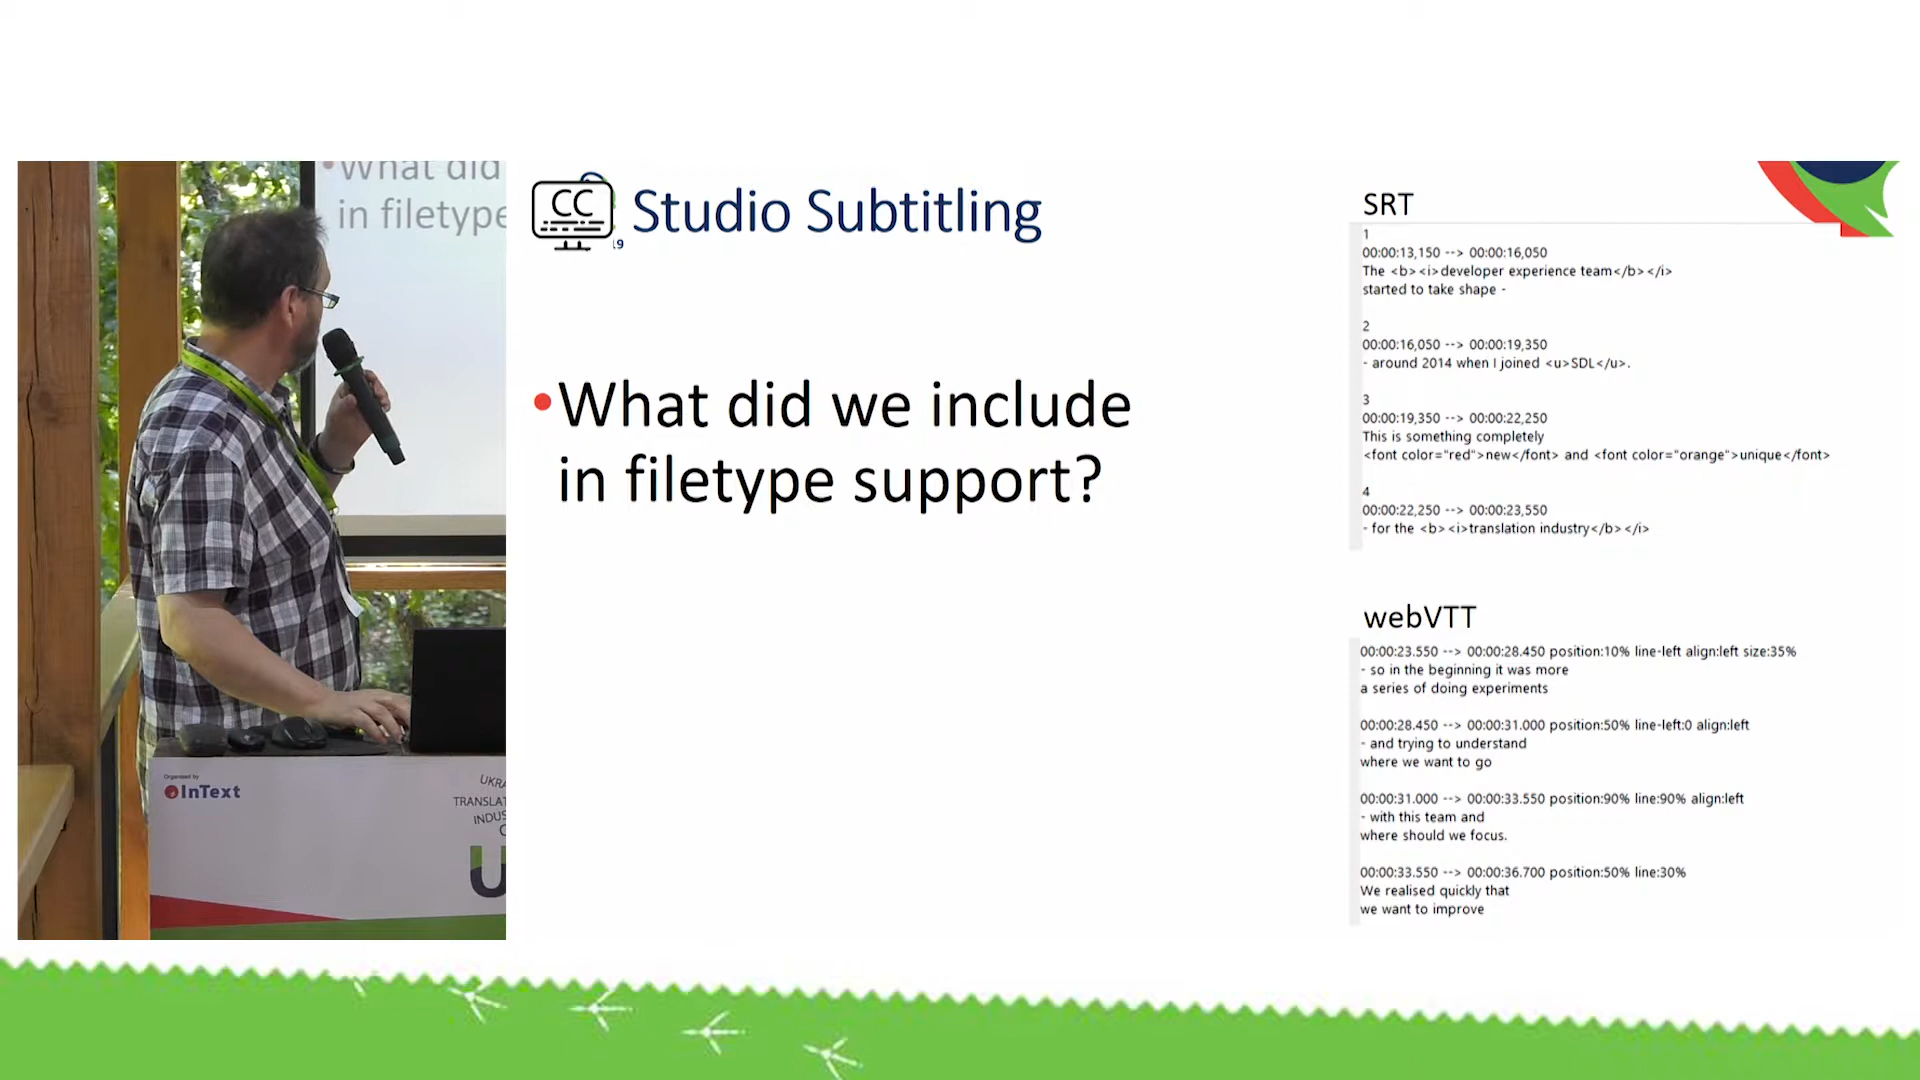 What did
in filetype
Organised by
InText
UKRA
TRANSLAT
INDUS
C
U
CC
19
Studio Subtitling
•What did we include
in filetype support?
SRT
1
00:00:13,150 --> 00:00:16,050
The <b><i>developer experience team</b></i>
started to take shape -
2
00:00:16,050 --> 00:00:19,350
- around 2014 when I joined <u>SDL</u>.
3
00:00:19,350 --> 00:00:22,250
This is something completely
<font color="red">new</font> and <font color="orange">unique</font>
4
00:00:22,250 --> 00:00:23,550
- for the <b><i>translation industry</b></i>
webVTT
00:00:23.550 --> 00:00:28.450 position:10% line-left align:left size:35%
- so in the beginning it was more
a series of doing experiments
00:00:28.450 --> 00:00:31.000 position:50% line-left:0 align:left
- and trying to understand
where we want to go
00:00:31.000 --> 00:00:33.550 position:90% line:90% align:left
- with this team and
where should we focus.
00:00:33.550 --> 00:00:36.700 position:50% line:30%
We realised quickly that
we want to improve